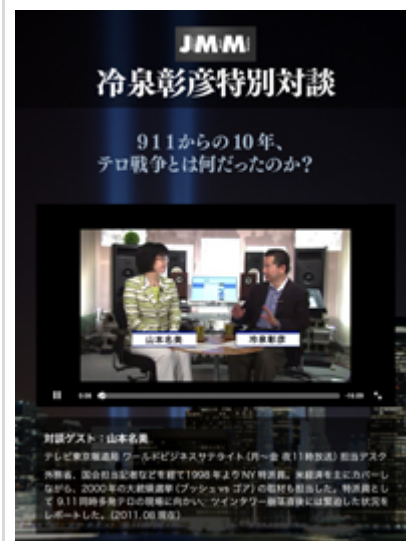 JMM
冷泉彰彦特別対談
911からの10年、
テロ戦争とは何だったのか？
山本名美
冷泉彰彦
対談ゲスト：山本名美
テレビ東京報道局 ワールドビジネスサテライト（月〜金 夜11時放送）担当デスク
外務省、国会担当記者などを経て1998年よりNY特派員。米経済を主にカバーし
ながら、2000年の大統領選挙（ブッシュ vs ゴア）の取材も担当した。特派員とし
て 9.11同時多発テロの現場に向かい、ツインタワー崩落直後には緊迫した状況を
レポートした。（2011.08 現在）